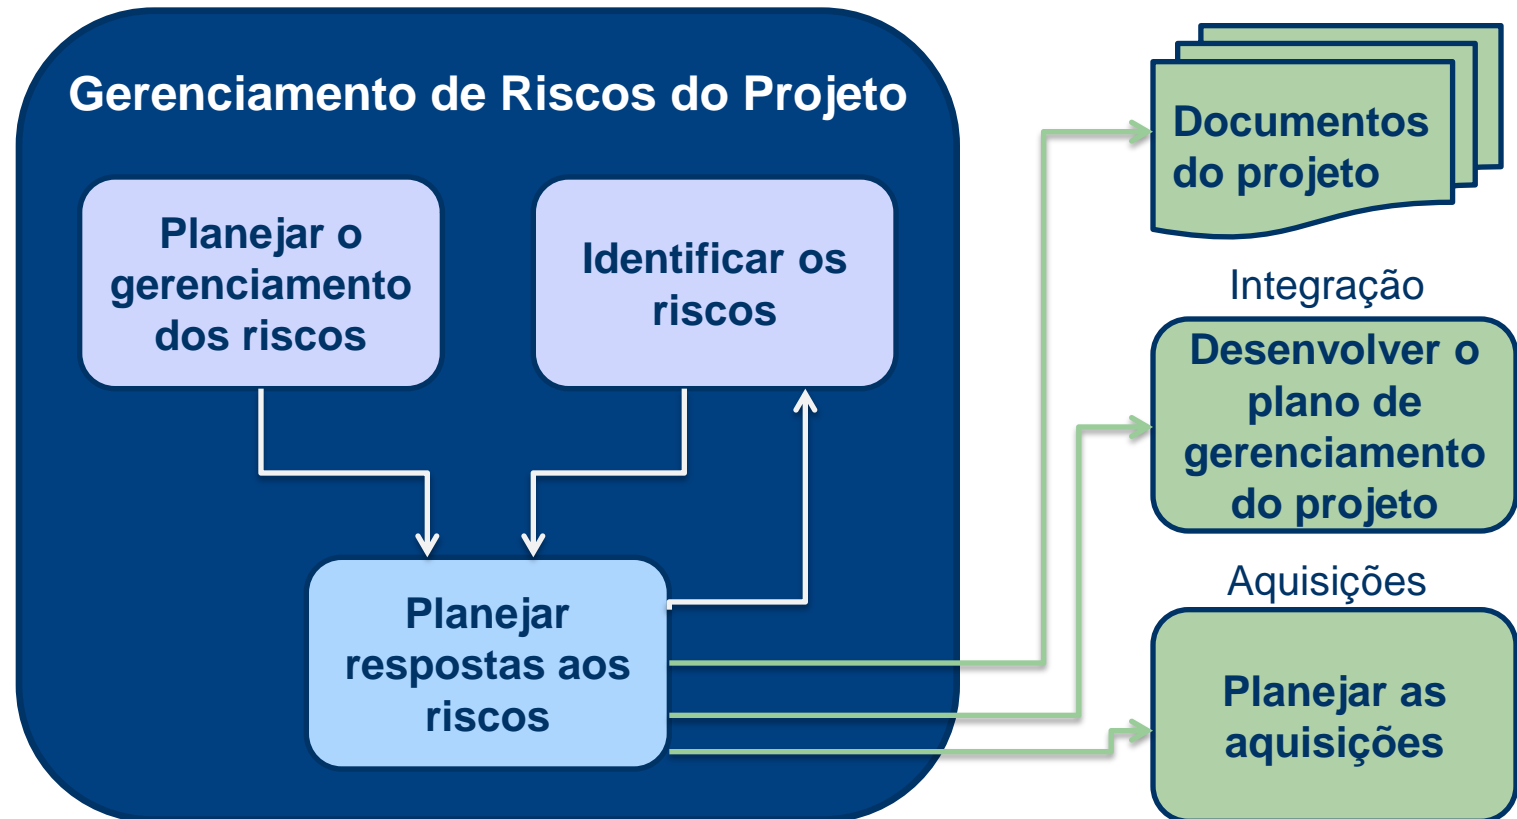 Gerenciamento de Riscos do Projeto
Planejar o
gerenciamento
dos riscos
Identificar os
riscos
Planejar
respostas aos
riscos
Documentos
do projeto
Integração
Desenvolver o
plano de
gerenciamento
do projeto
Aquisições
Planejar as
aquisições